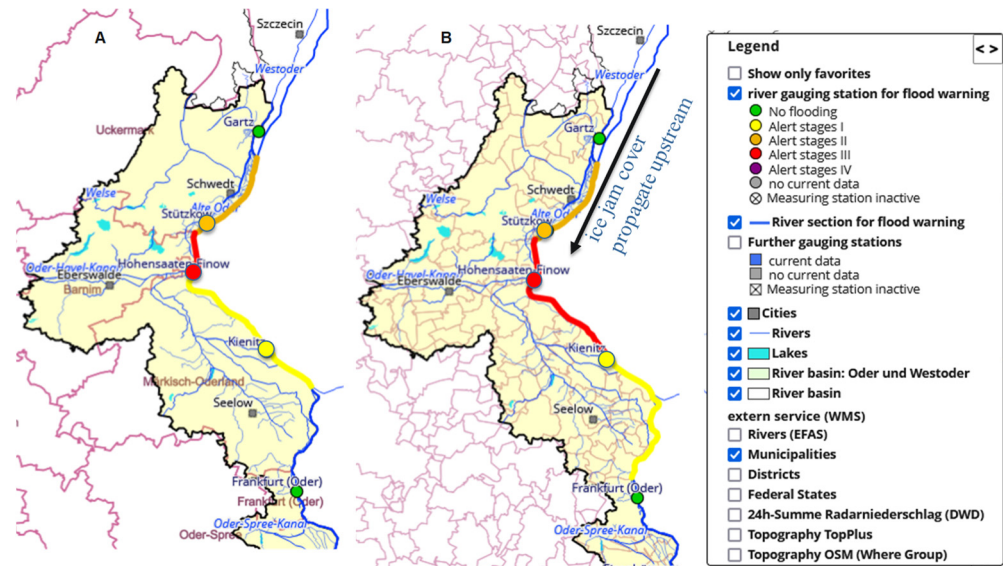 A
Szczecin
Westoder
Uckermark
Gartz
Schwedt
Welse
Alte Oder
Stützkow
Oder-Havel-Kanal
Hohensaaten-Finow
Eberswalde
Barnim
Kienitz
Märkisch-Oderland
Seelow
Frankfurt (Oder)
Frankfurt (Oder)
Oder-Spree-Kanal
Oder-Spree
B
Szczecin
Westoder
Gartz
ice jam cover
propagate upstream
Schwedt
Welse
Alte Oder
Stützkow
Oder-Havel-Kanal
Hohensaaten-Finow
Eberswalde
Kienitz
Seelow
Frankfurt (Oder)
Oder-Spree-Kanal
Legend
< >
Show only favorites
river gauging station for flood warning
No flooding
Alert stages I
Alert stages II
Alert stages III
Alert stages IV
no current data
Measuring station inactive
River section for flood warning
Further gauging stations
current data
no current data
Measuring station inactive
Cities
Rivers
Lakes
River basin: Oder und Westoder
River basin
extern service (WMS)
Rivers (EFAS)
Municipalities
Districts
Federal States
24h-Summe Radarniederschlag (DWD)
Topography TopPlus
Topography OSM (Where Group)